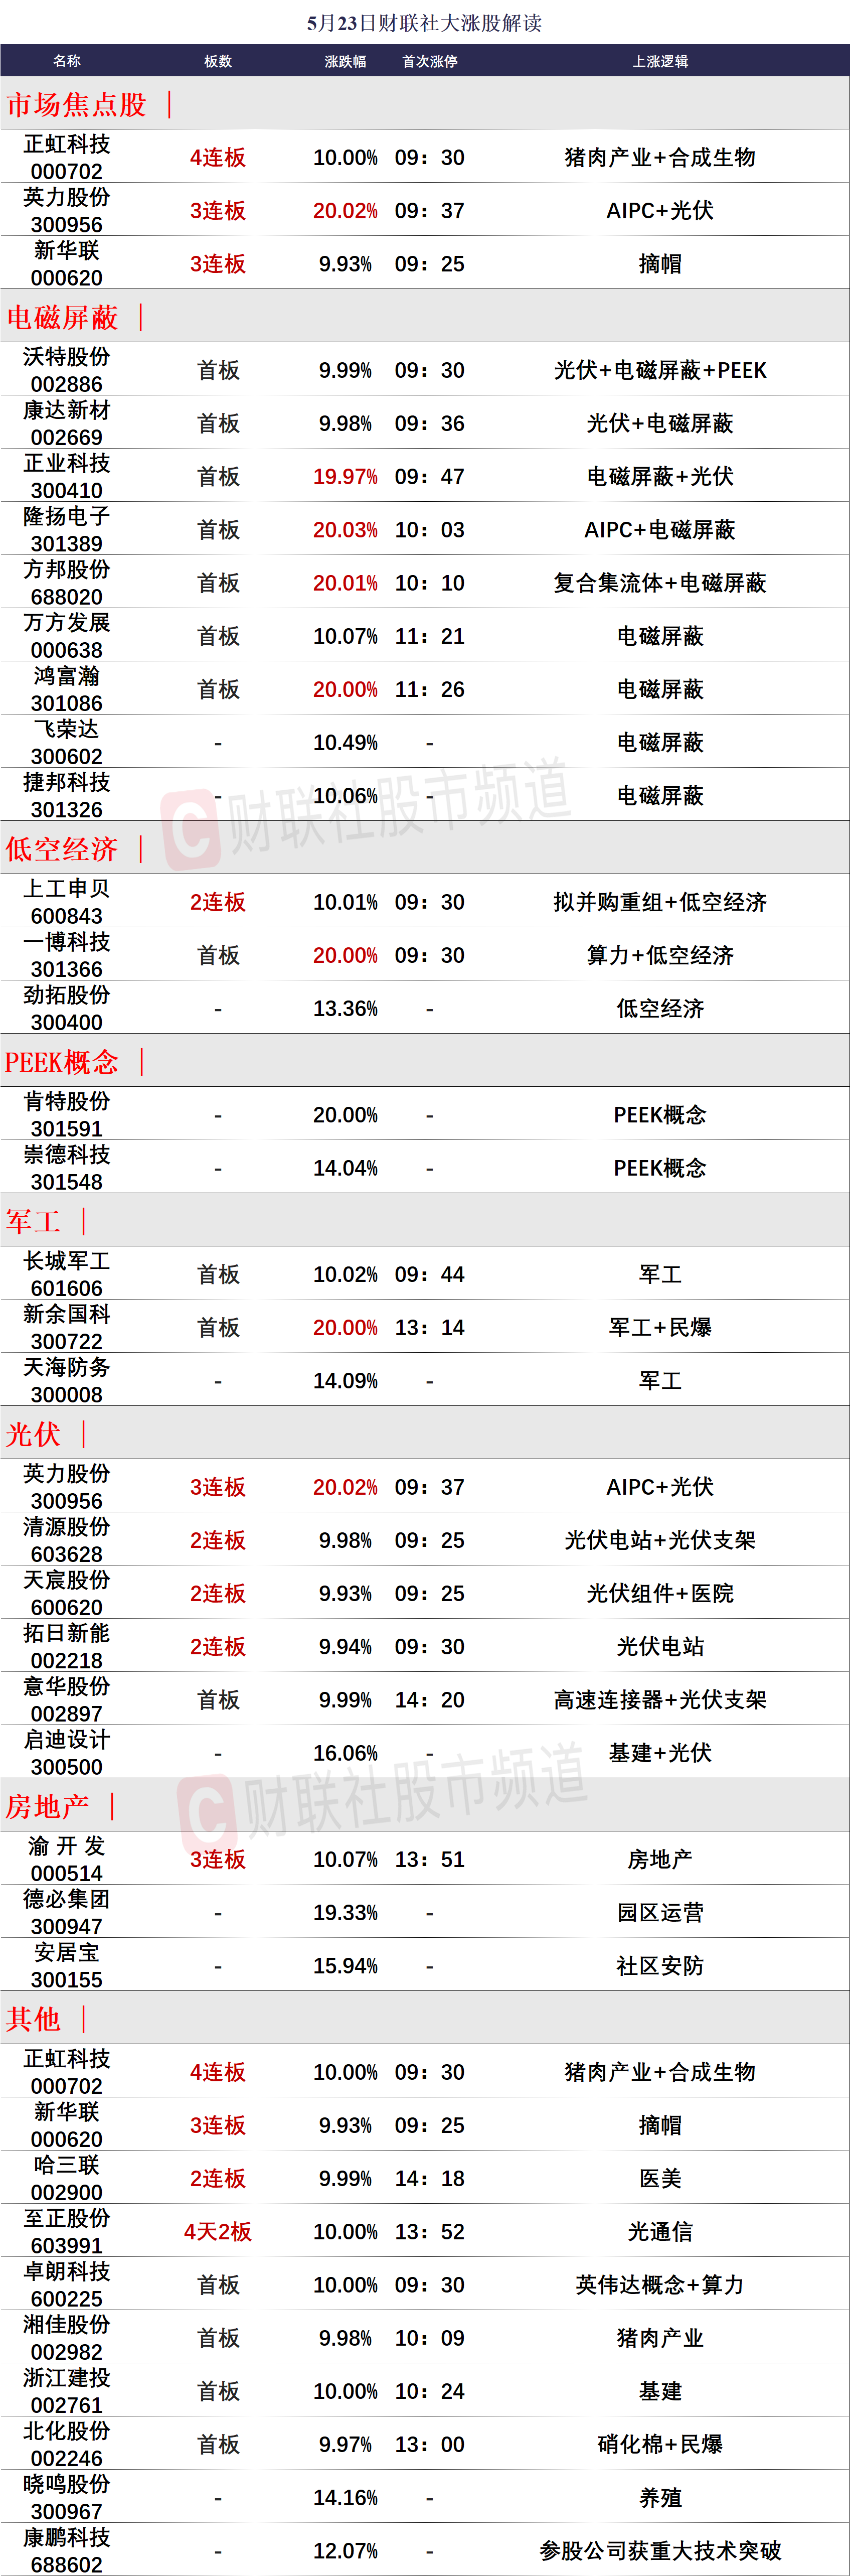 5月23日财联社大涨股解读
名称 板数 涨跌幅 首次涨停 上涨逻辑
市场焦点股 |
正虹科技
000702 4连板 10.00% 09：30 猪肉产业+合成生物
英力股份
300956 3连板 20.02% 09：37 AIPC+光伏
新华联
000620 3连板 9.93% 09：25 摘帽
电磁屏蔽 |
沃特股份
002886 首板 9.99% 09：30 光伏+电磁屏蔽+PEEK
康达新材
002669 首板 9.98% 09：36 光伏+电磁屏蔽
正业科技
300410 首板 19.97% 09：47 电磁屏蔽+光伏
隆扬电子
301389 首板 20.03% 10：03 AIPC+电磁屏蔽
方邦股份
688020 首板 20.01% 10：10 复合集流体+电磁屏蔽
万方发展
000638 首板 10.07% 11：21 电磁屏蔽
鸿富瀚
301086 首板 20.00% 11：26 电磁屏蔽
飞荣达
300602 - 10.49% - 电磁屏蔽
捷邦科技
301326 - 10.06% - 电磁屏蔽
财联社股市频道
低空经济 |
上工申贝
600843 2连板 10.01% 09：30 拟并购重组+低空经济
一博科技
301366 首板 20.00% 09：30 算力+低空经济
劲拓股份
300400 - 13.36% - 低空经济
PEEK概念 |
肯特股份
301591 - 20.00% - PEEK概念
崇德科技
301548 - 14.04% - PEEK概念
军工 |
长城军工
601606 首板 10.02% 09：44 军工
新余国科
300722 首板 20.00% 13：14 军工+民爆
天海防务
300008 - 14.09% - 军工
光伏 |
英力股份
300956 3连板 20.02% 09：37 AIPC+光伏
清源股份
603628 2连板 9.98% 09：25 光伏电站+光伏支架
天宸股份
600620 2连板 9.93% 09：25 光伏组件+医院
拓日新能
002218 2连板 9.94% 09：30 光伏电站
意华股份
002897 首板 9.99% 14：20 高速连接器+光伏支架
启迪设计
300500 - 16.06% - 基建+光伏
财联社股市频道
房地产 |
渝 开 发
000514 3连板 10.07% 13：51 房地产
德必集团
300947 - 19.33% - 园区运营
安居宝
300155 - 15.94% - 社区安防
其他 |
正虹科技
000702 4连板 10.00% 09：30 猪肉产业+合成生物
新华联
000620 3连板 9.93% 09：25 摘帽
哈三联
002900 2连板 9.99% 14：18 医美
至正股份
603991 4天2板 10.00% 13：52 光通信
卓朗科技
600225 首板 10.00% 09：30 英伟达概念+算力
湘佳股份
002982 首板 9.98% 10：09 猪肉产业
浙江建投
002761 首板 10.00% 10：24 基建
北化股份
002246 首板 9.97% 13：00 硝化棉+民爆
晓鸣股份
300967 - 14.16% - 养殖
康鹏科技
688602 - 12.07% - 参股公司获重大技术突破